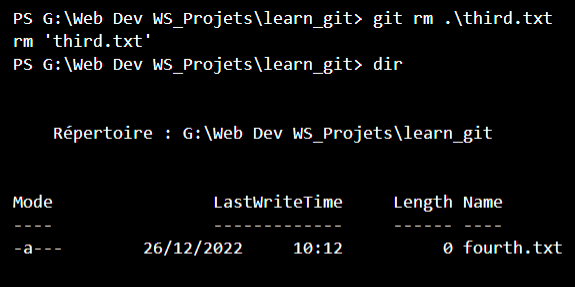 PS G:\Web Dev WS_Projets\learn_git> git rm .\third.txt
rm 'third.txt'
PS G:\Web Dev WS_Projets\learn_git> dir
Répertoire : G:\Web Dev WS_Projets\learn_git
Mode LastWriteTime Length Name
---- ------------- ------ ----
-a--- 26/12/2022 10:12 0 fourth.txt